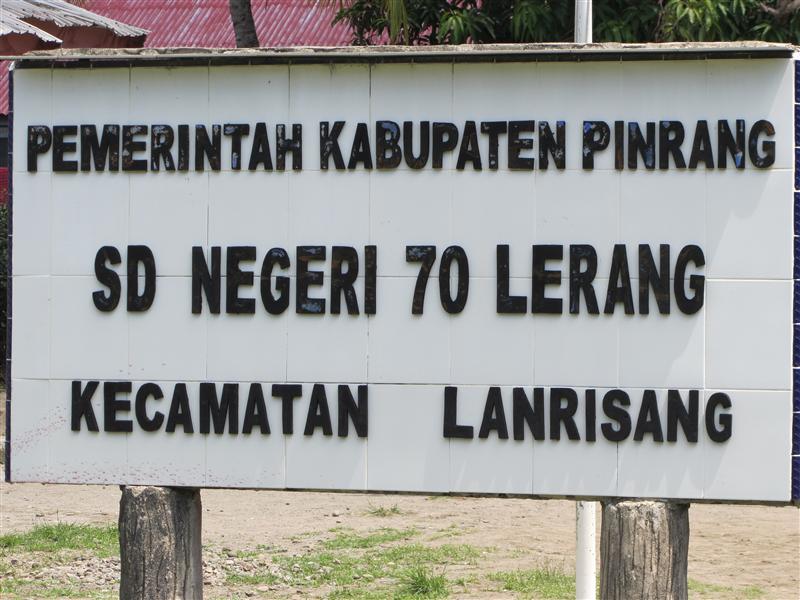 PEMERINTAH KABUPATEN PINRANG
SD NEGERI 70 LERANG
KECAMATAN LANRISANG